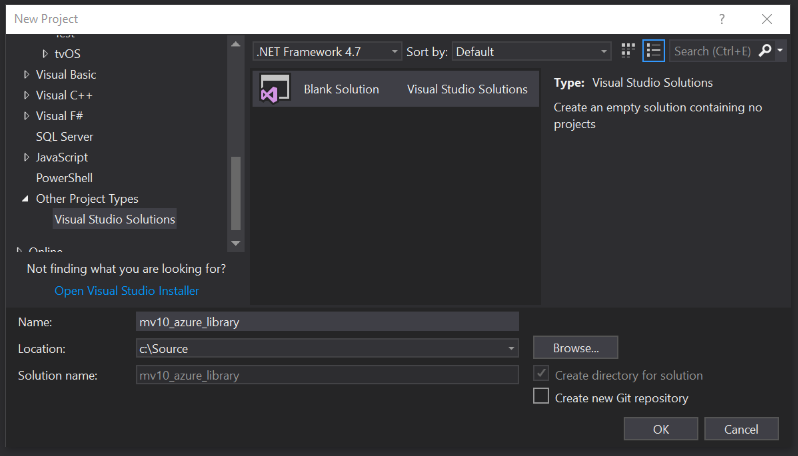 New Project
?
Test
tvOS
Visual Basic
Visual C++
Visual F#
SQL Server
JavaScript
PowerShell
Other Project Types
Visual Studio Solutions
Online
Not finding what you are looking for?
Open Visual Studio Installer
.NET Framework 4.7
Sort by: Default
Search (Ctrl+E)
Blank Solution Visual Studio Solutions
Type: Visual Studio Solutions
Create an empty solution containing no
projects
Name: mv10_azure_library
Location: c:\Source
Browse...
Solution name: mv10_azure_library
Create directory for solution
Create new Git repository
OK Cancel